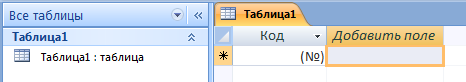 Все таблицы
Таблица1
Таблица1 : таблица
Таблица1
Код Добавить поле
* (№)